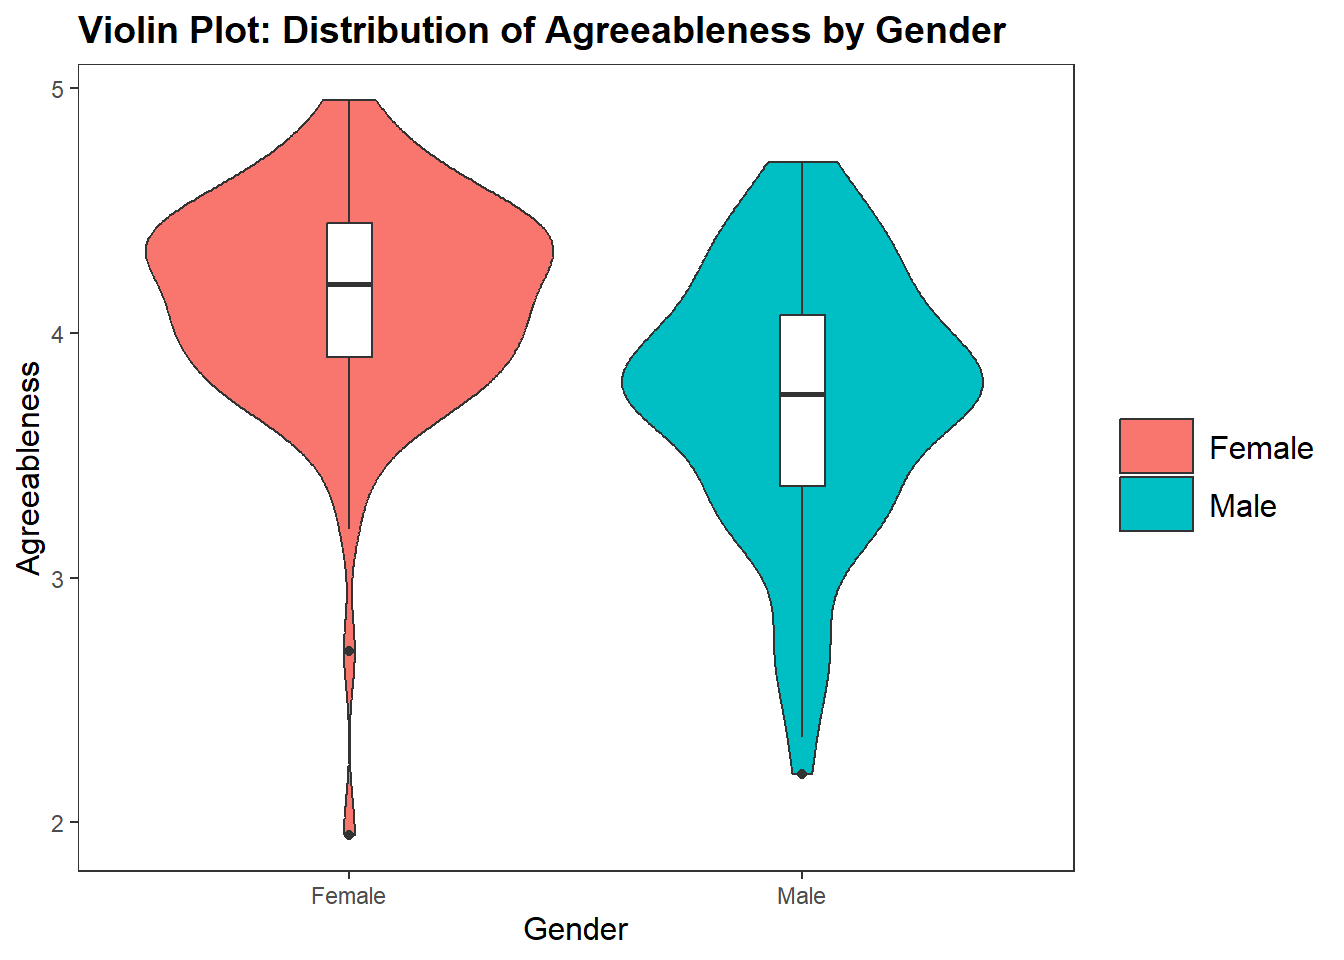 Violin Plot: Distribution of Agreeableness by Gender
5
4
3
2
Agreeableness
Female
Male
Gender
Female
Male